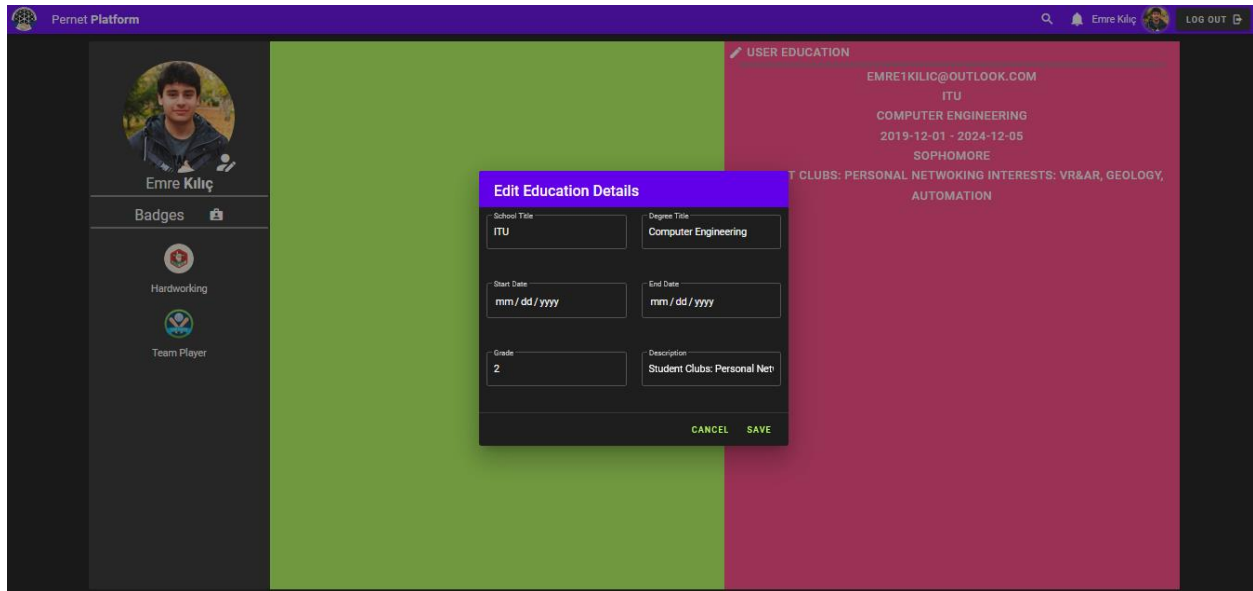 Pernet Platform
Emre Kılıç
LOG OUT
Emre Kılıç
Badges
Hardworking
Team Player
USER EDUCATION
EMRE1KILIC@OUTLOOK.COM
ITU
COMPUTER ENGINEERING
2019-12-01 - 2024-12-05
SOPHOMORE
T CLUBS: PERSONAL NETWOKING INTERESTS: VR&AR, GEOLOGY,
AUTOMATION
Edit Education Details
School Title
ITU
Degree Title
Computer Engineering
Start Date
mm/dd/yyyy
End Date
mm/dd/yyyy
Grade
2
Description
Student Clubs: Personal Net
CANCEL SAVE